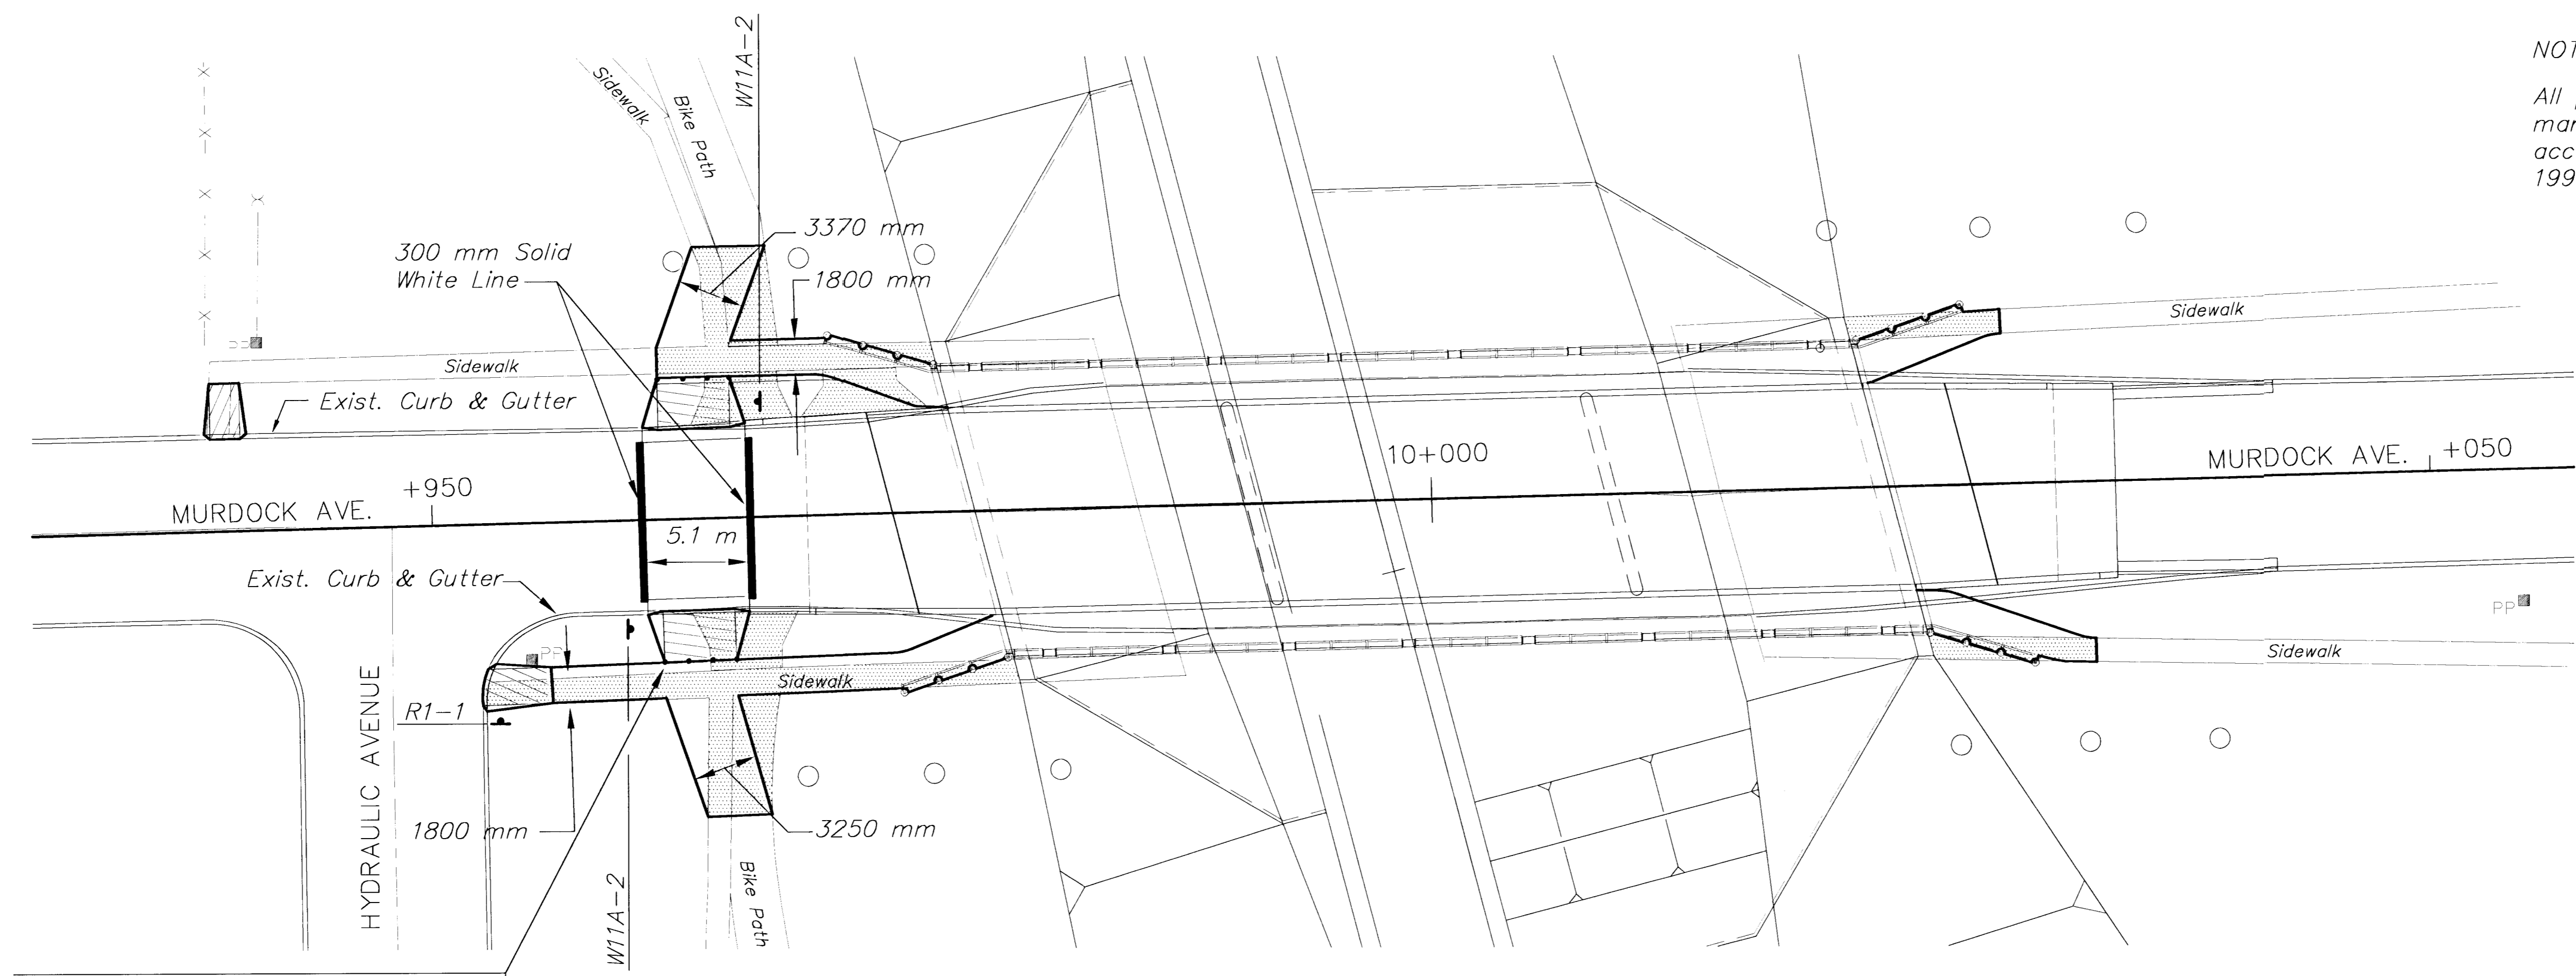 NOT
All
mar
acc
199
W11A-2
Sidewalk
Bike Path
3370 mm
300 mm Solid
White Line
1800 mm
Sidewalk
Sidewalk
Exist. Curb & Gutter
10+000
MURDOCK AVE. +050
+950
MURDOCK AVE.
5.1 m
Exist. Curb & Gutter
PP
PP
Sidewalk
Sidewalk
R1-1
HYDRAULIC AVENUE
1800 mm
3250 mm
W11A-2
Bike Path